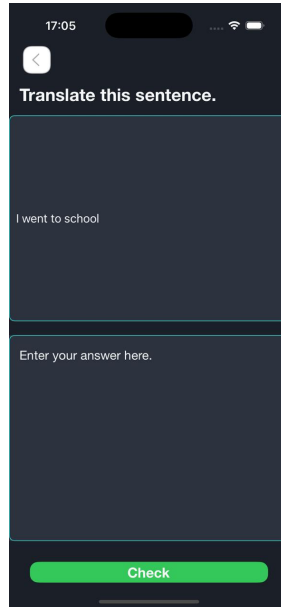 17:05
Translate this sentence.
I went to school
Enter your answer here.
Check